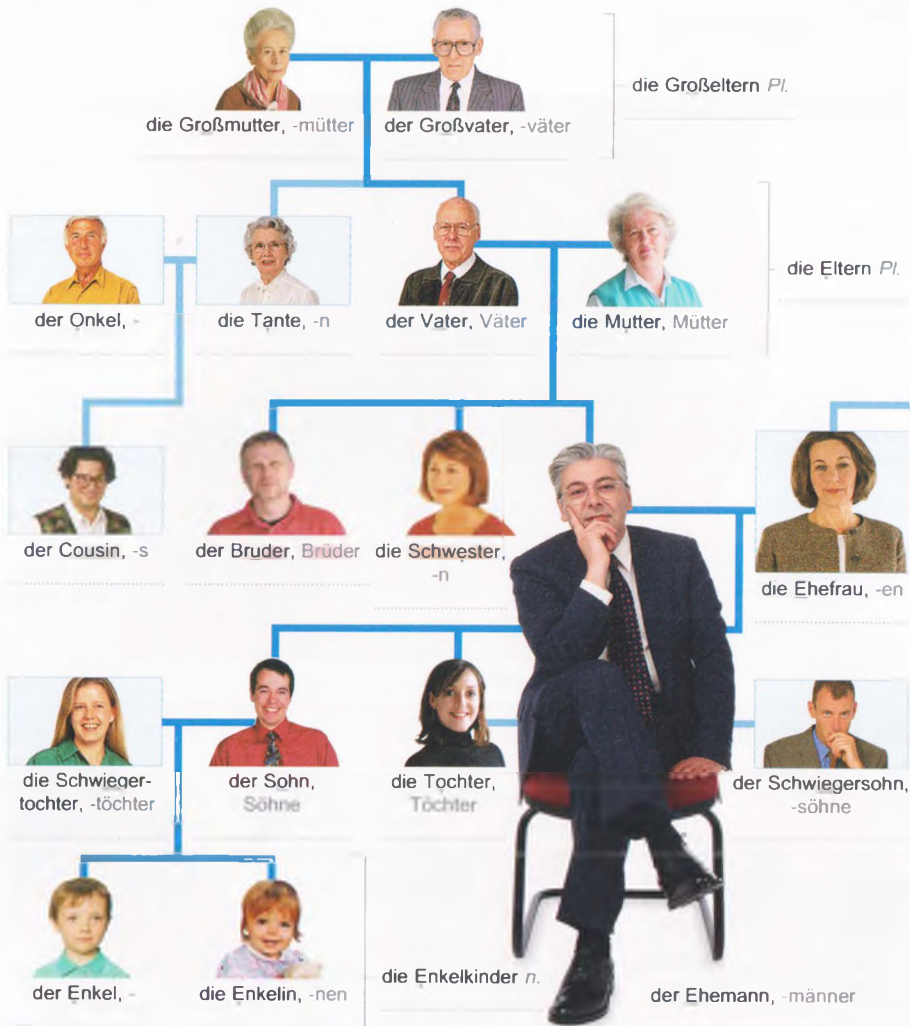 die Großeltern Pl.
die Großmutter, -mütter
der Großvater, -väter
die Eltern Pl.
der Onkel, -
die Tante, -n
der Vater, Väter
die Mutter, Mütter
der Cousin, -s
der Bruder, Brüder
die Schwester,
-n
die Ehefrau, -en
die Schwieger-
tochter, -töchter
der Sohn,
Söhne
die Tochter,
Töchter
der Schwiegersohn,
-söhne
der Enkel, -
die Enkelin, -nen
die Enkelkinder n.
der Ehemann, -männer